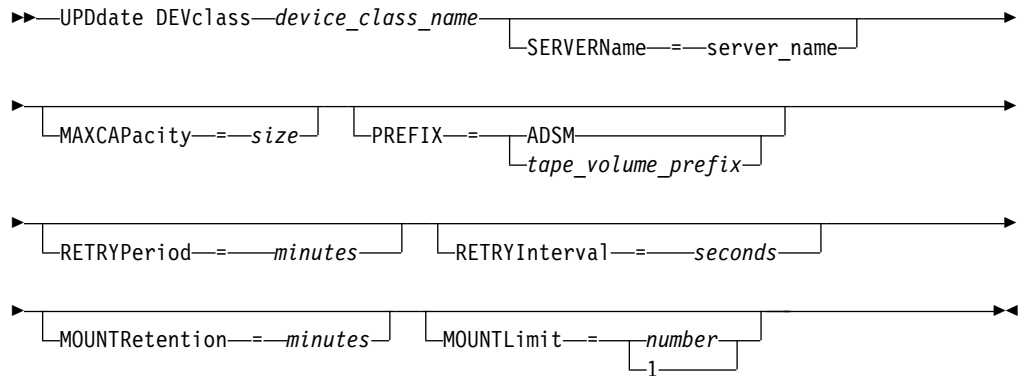 UPDdate DEVclass device_class_name
SERVERName = server_name
MAXCAPacity = size PREFIX = ADSM
tape_volume_prefix
RETRYPeriod = minutes RETRYInterval = seconds
MOUNTRetention = minutes MOUNTLimit = number
1